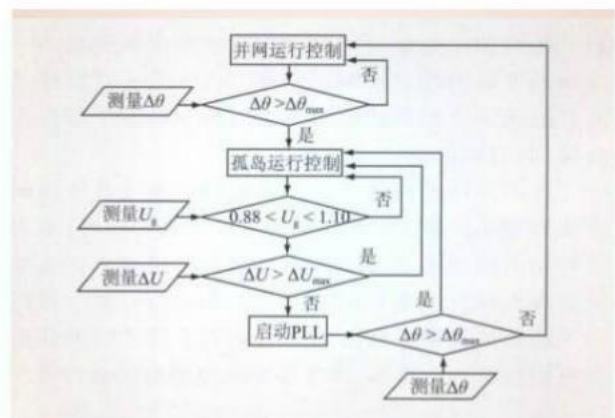 并网运行控制
否
测量Δθ
Δθ>Δθmax
是
孤岛运行控制
否
测量Ug
0.88<Ug<1.10
是
测量ΔU
ΔU>ΔUmax
否
是
否
启动PLL
Δθ>Δθmax
测量Δθ